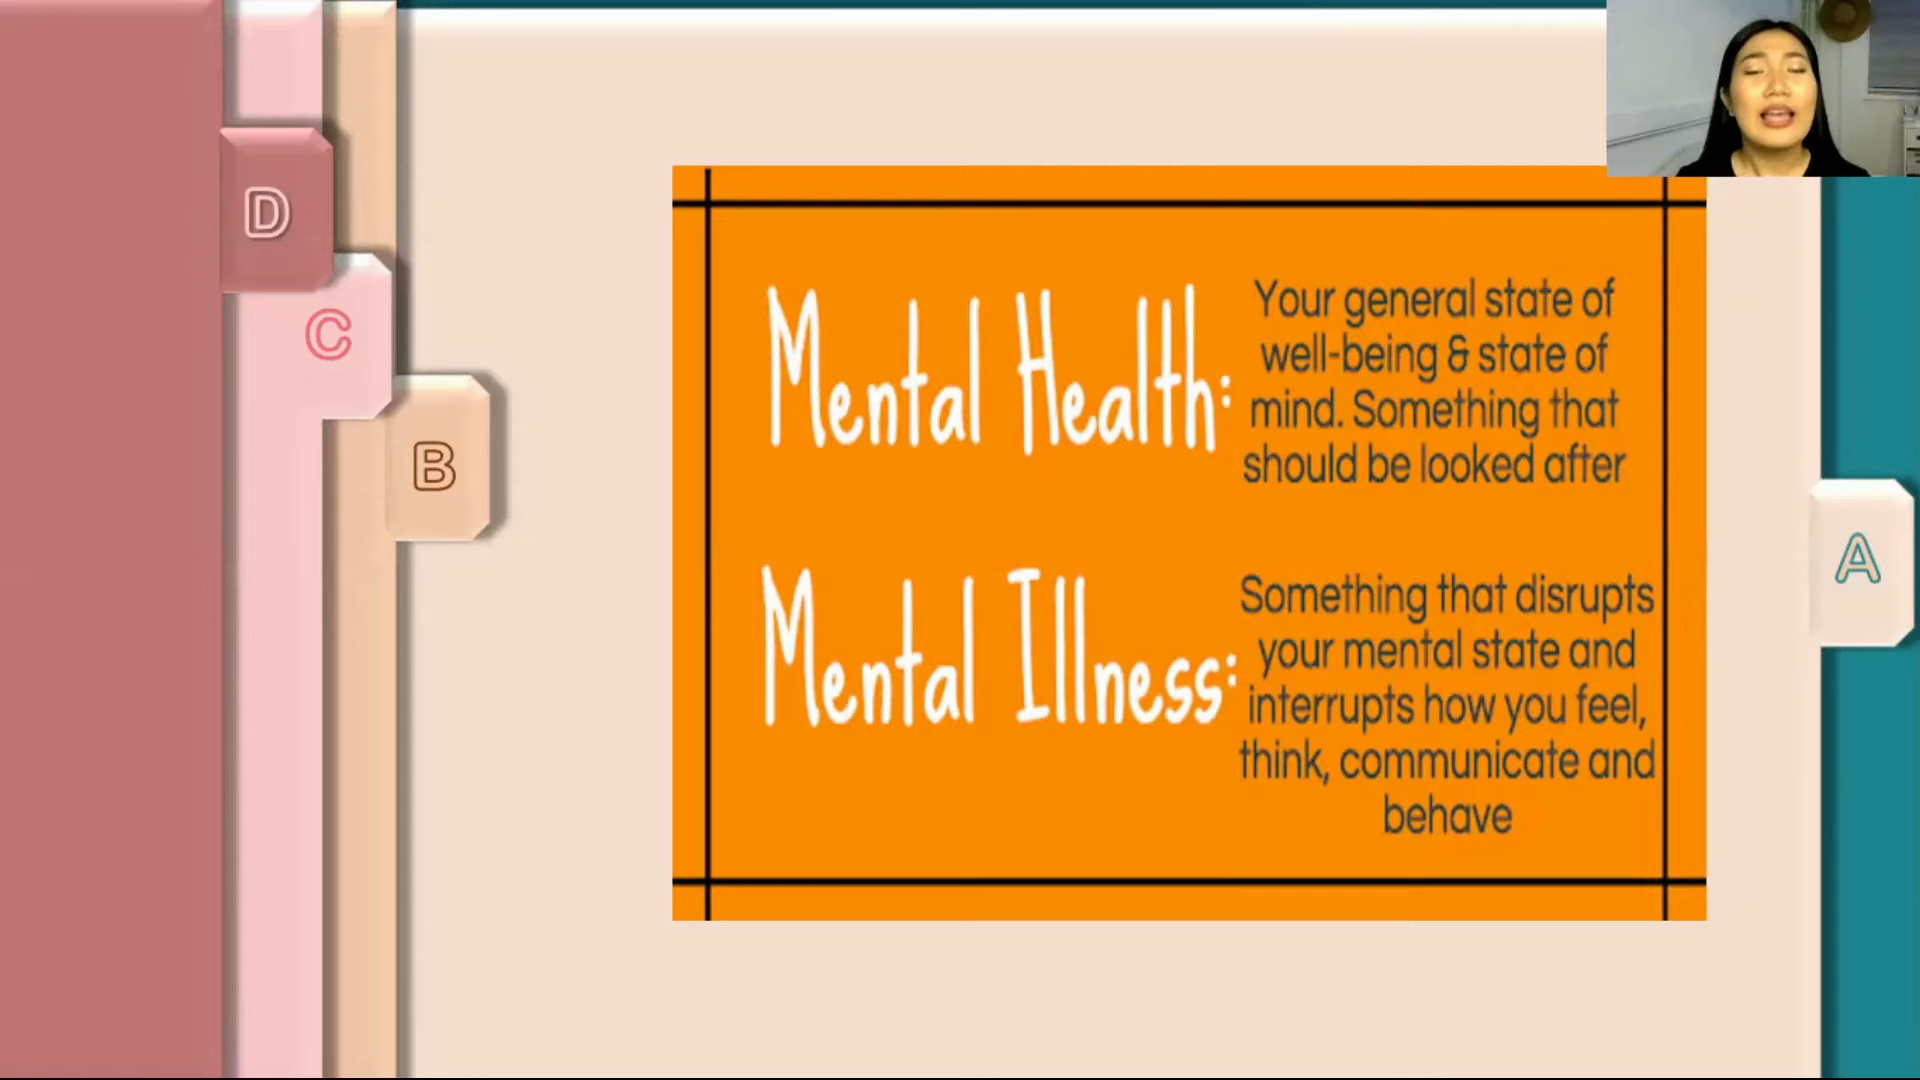 D
C
B
A
Mental Health:
Your general state of
well-being & state of
mind. Something that
should be looked after
Mental Illness:
Something that disrupts
your mental state and
interrupts how you feel,
think, communicate and
behave